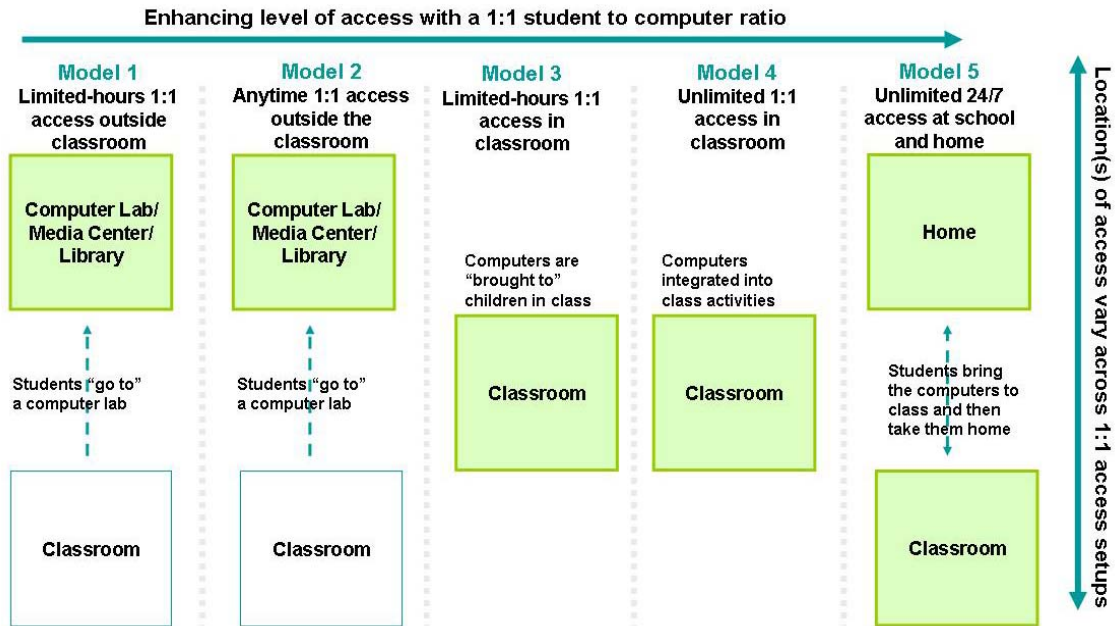 Enhancing level of access with a 1:1 student to computer ratio
Model 1
Limited-hours 1:1
access outside
classroom
Computer Lab/
Media Center/
Library
Students “go to”
a computer lab
Classroom
Model 2
Anytime 1:1 access
outside the
classroom
Computer Lab/
Media Center/
Library
Students “go to”
a computer lab
Classroom
Model 3
Limited-hours 1:1
access in
classroom
Computers are
“brought to”
children in class
Classroom
Model 4
Unlimited 1:1
access in
classroom
Computers
integrated into
class activities
Classroom
Model 5
Unlimited 24/7
access at school
and home
Home
Students bring
the computers to
class and then
take them home
Classroom
Location(s) of access vary across 1:1 access setups